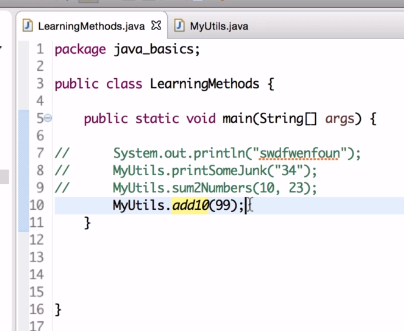 LearningMethods.java MyUtils.java
1 package java_basics;
2
3 public class LearningMethods {
4
5 public static void main(String[] args) {
6
7 // System.out.println("swdfwenfoun");
8 // MyUtils.printSomeJunk("34");
9 // MyUtils.sum2Numbers(10, 23);
10 MyUtils.add10(99);
11 }
12
13
14
15
16 }
17